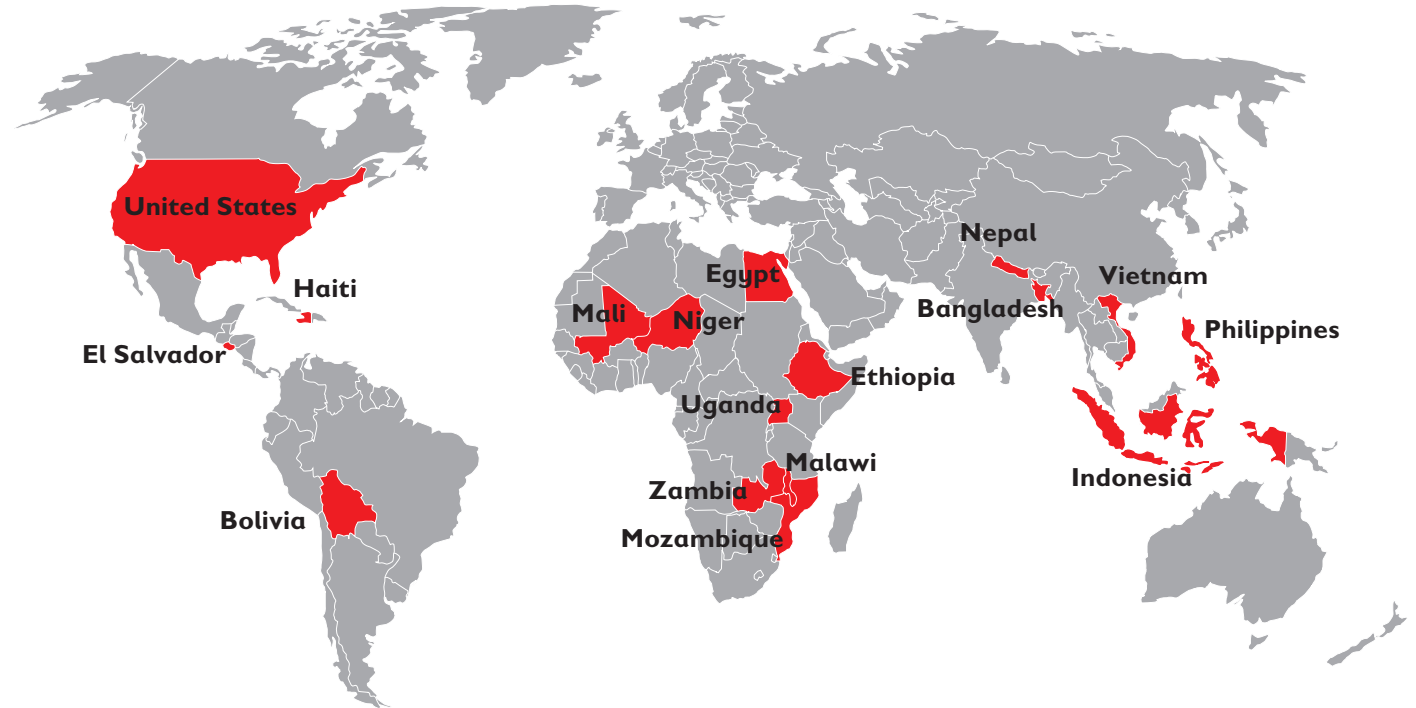 United States
Haiti
El Salvador
Bolivia
Egypt
Mali
Niger
Ethiopia
Uganda
Malawi
Zambia
Mozambique
Nepal
Vietnam
Bangladesh
Philippines
Indonesia